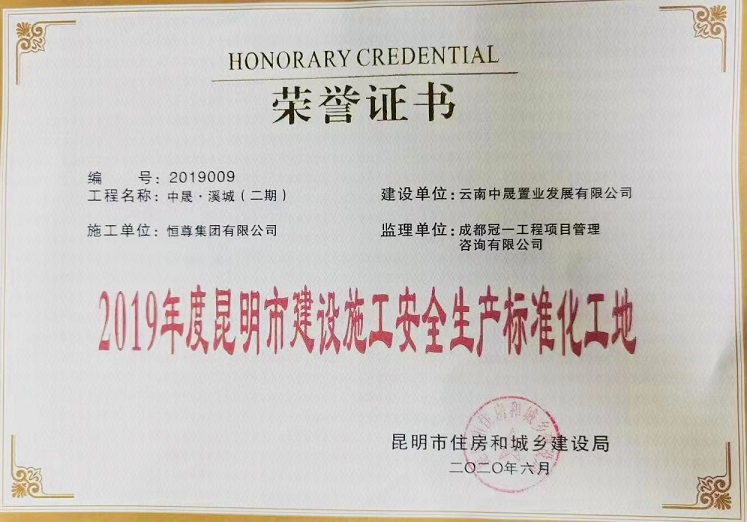 HONORARY CREDENTIAL
荣誉证书
编 号：2019009
工程名称：中晟·溪城（二期）
建设单位：云南中晟置业发展有限公司
施工单位：恒尊集团有限公司
监理单位：成都冠一工程项目管理
咨询有限公司
2019年度昆明市建设施工安全生产标准化工地
昆明市住房和城乡建设局
二〇二〇年六月